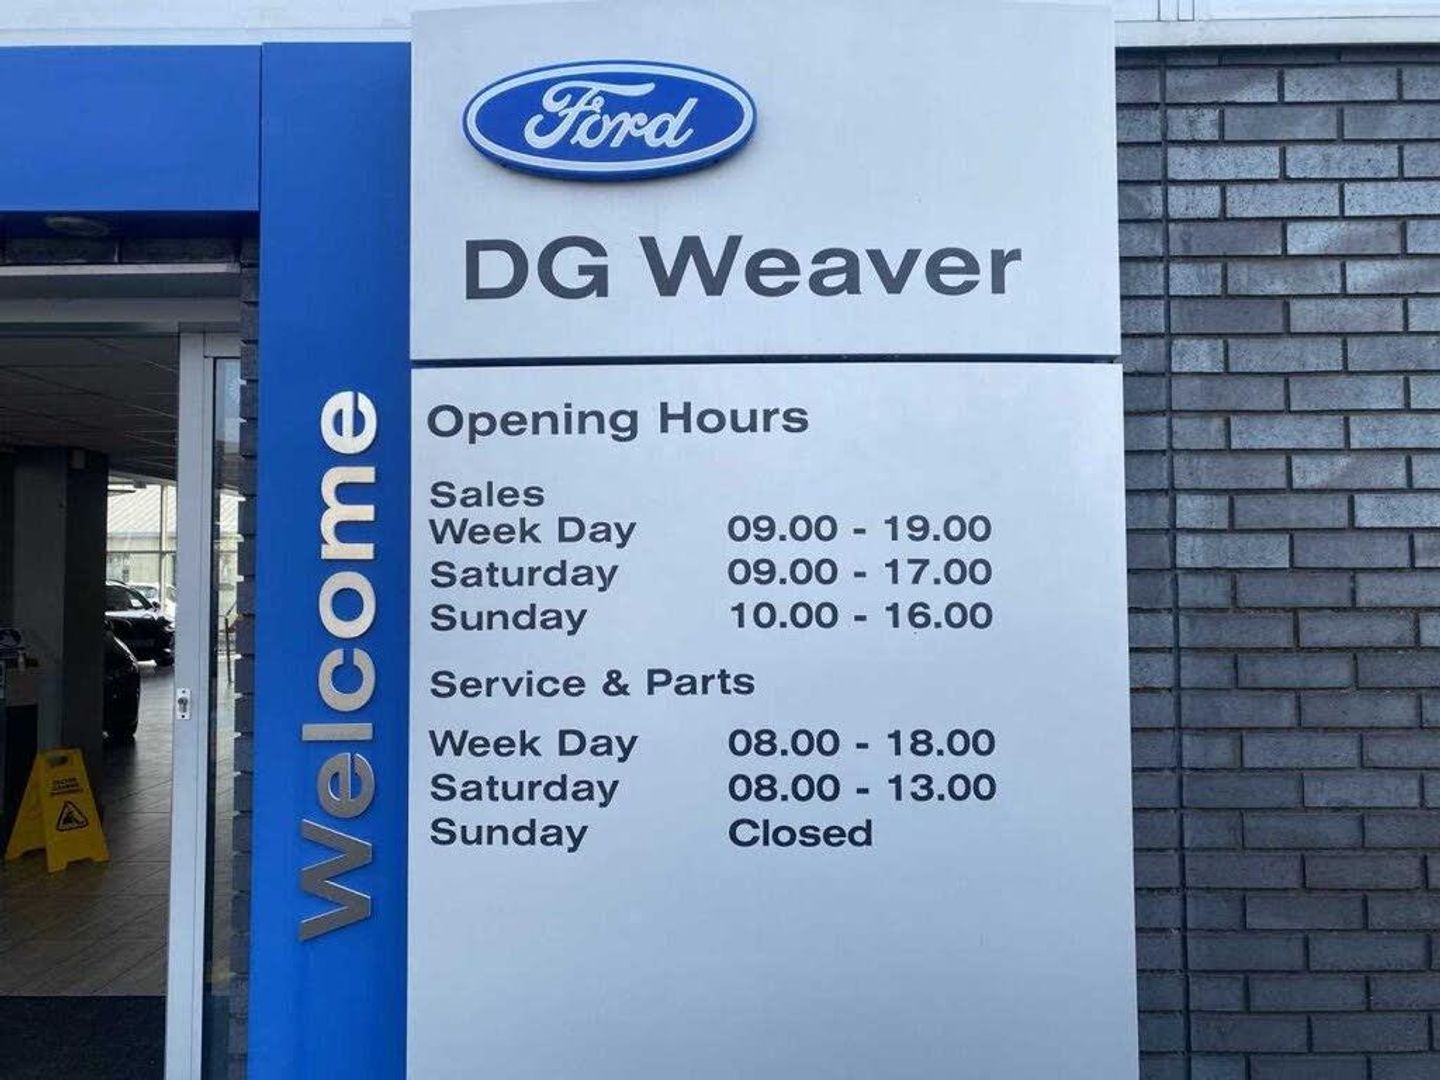 Ford
DG Weaver
Welcome
Opening Hours
Sales
Week Day 09.00 - 19.00
Saturday 09.00 - 17.00
Sunday 10.00 - 16.00
Service & Parts
Week Day 08.00 - 18.00
Saturday 08.00 - 13.00
Sunday Closed